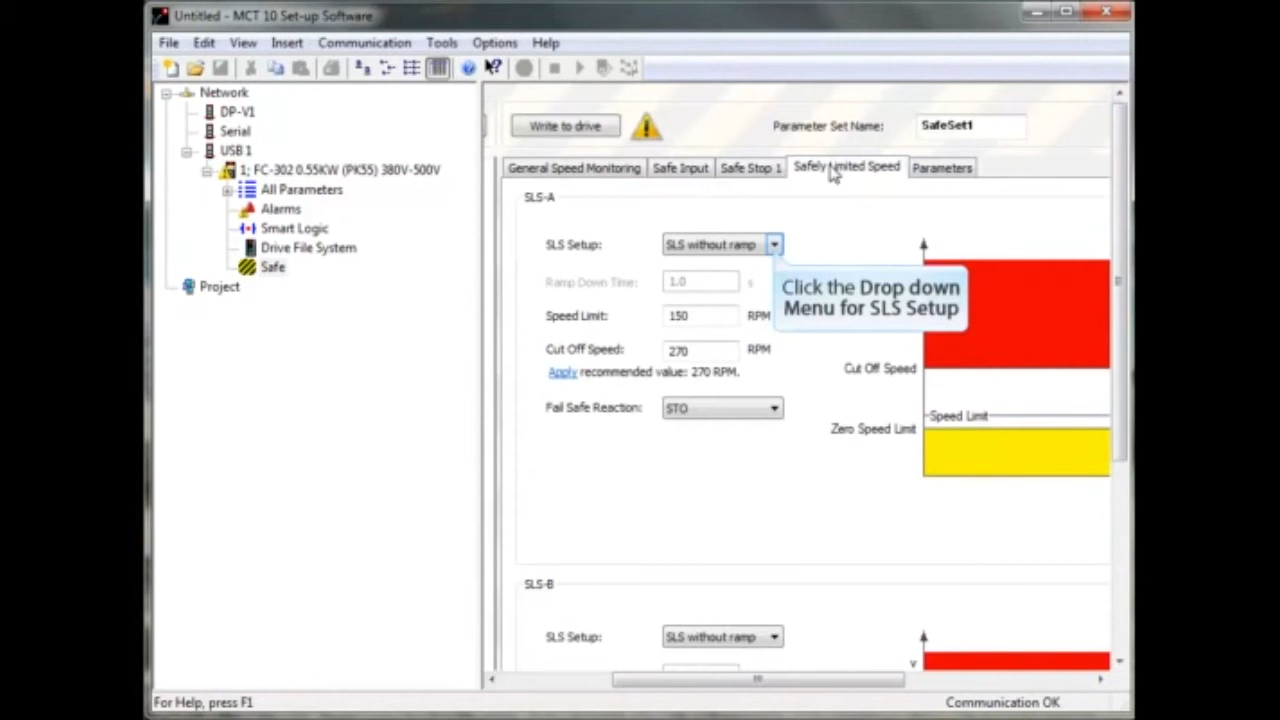 Untitled - MCT 10 Set-up Software
File Edit View Insert Communication Tools Options Help
Network
DP-V1
Serial
USB 1
1; FC-302 0.55KW (PK55) 380V-500V
All Parameters
Alarms
Smart Logic
Drive File System
Safe
Project
Write to drive
Parameter Set Name: SafeSet1
General Speed Monitoring Safe Input Safe Stop 1 Safely Limited Speed Parameters
SLS-A
SLS Setup: SLS without ramp
Click the Drop down
Menu for SLS Setup
Ramp Down Time: 1.0 s
Speed Limit: 150 RPM
Cut Off Speed: 270 RPM
Apply recommended value: 270 RPM.
Fail Safe Reaction: STO
Cut Off Speed
Speed Limit
Zero Speed Limit
SLS-B
SLS Setup: SLS without ramp
v
For Help, press F1
Communication OK